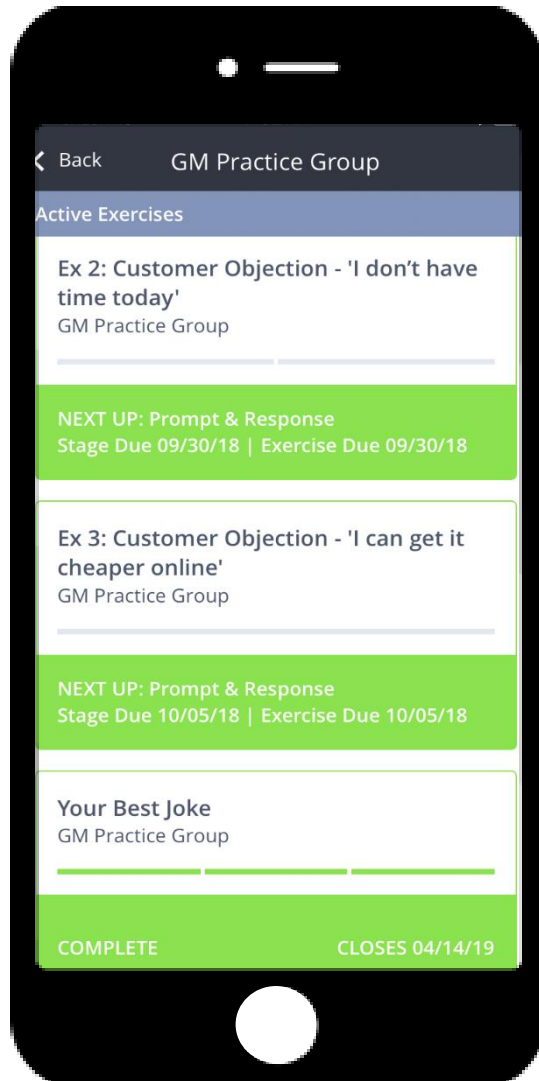 Back GM Practice Group
Active Exercises
Ex 2: Customer Objection - 'I don’t have
time today'
GM Practice Group
NEXT UP: Prompt & Response
Stage Due 09/30/18 | Exercise Due 09/30/18
Ex 3: Customer Objection - 'I can get it
cheaper online'
GM Practice Group
NEXT UP: Prompt & Response
Stage Due 10/05/18 | Exercise Due 10/05/18
Your Best Joke
GM Practice Group
COMPLETE CLOSES 04/14/19